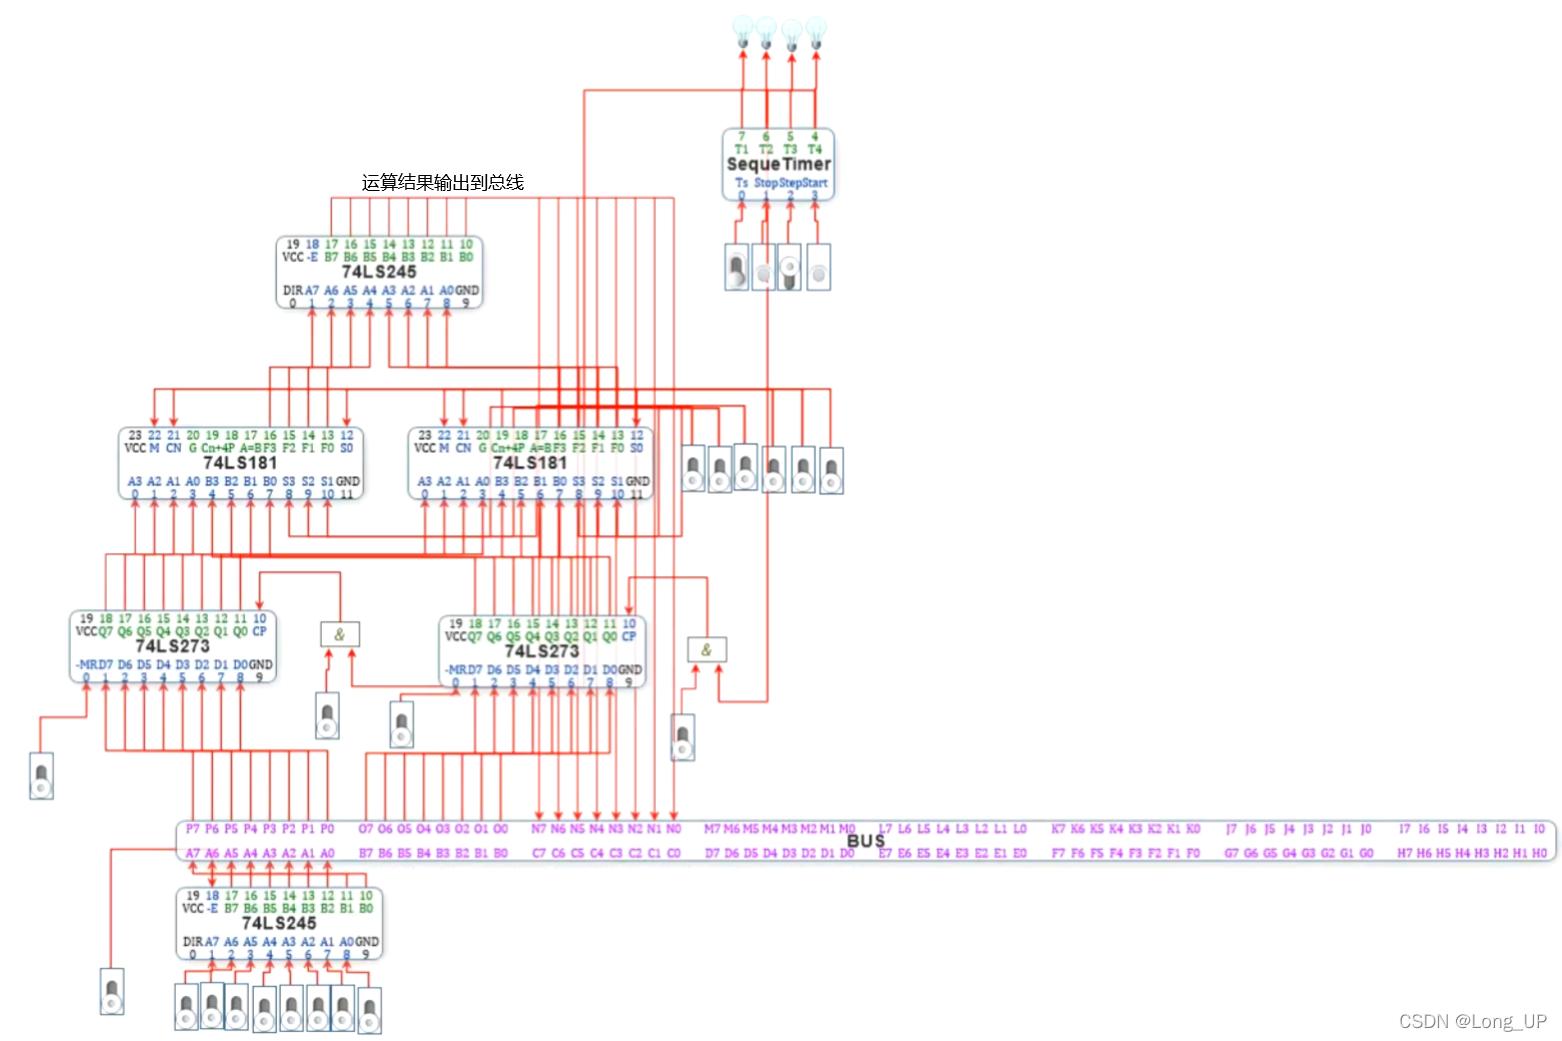 7 6 5 4
T1 T2 T3 T4
SequeTimer
Ts Stop Step Start
0 1 2 3
运算结果输出到总线
19 18 17 16 15 14 13 12 11 10
VCC -E B7 B6 B5 B4 B3 B2 B1 B0
74LS245
DIR A7 A6 A5 A4 A3 A2 A1 A0 GND
0 1 2 3 4 5 6 7 8 9
23 22 21 20 19 18 17 16 15 14 13 12
VCC M CN G Cn+4 P A=B F3 F2 F1 F0 S0
74LS181
A3 A2 A1 A0 B3 B2 B1 B0 S3 S2 S1 GND
0 1 2 3 4 5 6 7 8 9 10 11
23 22 21 20 19 18 17 16 15 14 13 12
VCC M CN G Cn+4 P A=B F3 F2 F1 F0 S0
74LS181
A3 A2 A1 A0 B3 B2 B1 B0 S3 S2 S1 GND
0 1 2 3 4 5 6 7 8 9 10 11
19 18 17 16 15 14 13 12 11 10
VCC Q7 Q6 Q5 Q4 Q3 Q2 Q1 Q0 CP
74LS273
-MR D7 D6 D5 D4 D3 D2 D1 D0 GND
0 1 2 3 4 5 6 7 8 9
&
19 18 17 16 15 14 13 12 11 10
VCC Q7 Q6 Q5 Q4 Q3 Q2 Q1 Q0 CP
74LS273
-MR D7 D6 D5 D4 D3 D2 D1 D0 GND
0 1 2 3 4 5 6 7 8 9
&
P7 P6 P5 P4 P3 P2 P1 P0 O7 O6 O5 O4 O3 O2 O1 O0 N7 N6 N5 N4 N3 N2 N1 N0 M7 M6 M5 M4 M3 M2 M1 M0 L7 L6 L5 L4 L3 L2 L1 L0 K7 K6 K5 K4 K3 K2 K1 K0 J7 J6 J5 J4 J3 J2 J1 J0 I7 I6 I5 I4 I3 I2 I1 I0
BUS
A7 A6 A5 A4 A3 A2 A1 A0 B7 B6 B5 B4 B3 B2 B1 B0 C7 C6 C5 C4 C3 C2 C1 C0 D7 D6 D5 D4 D3 D2 D1 D0 E7 E6 E5 E4 E3 E2 E1 E0 F7 F6 F5 F4 F3 F2 F1 F0 G7 G6 G5 G4 G3 G2 G1 G0 H7 H6 H5 H4 H3 H2 H1 H0
19 18 17 16 15 14 13 12 11 10
VCC -E B7 B6 B5 B4 B3 B2 B1 B0
74LS245
DIR A7 A6 A5 A4 A3 A2 A1 A0 GND
0 1 2 3 4 5 6 7 8 9
CSDN @Long_UP